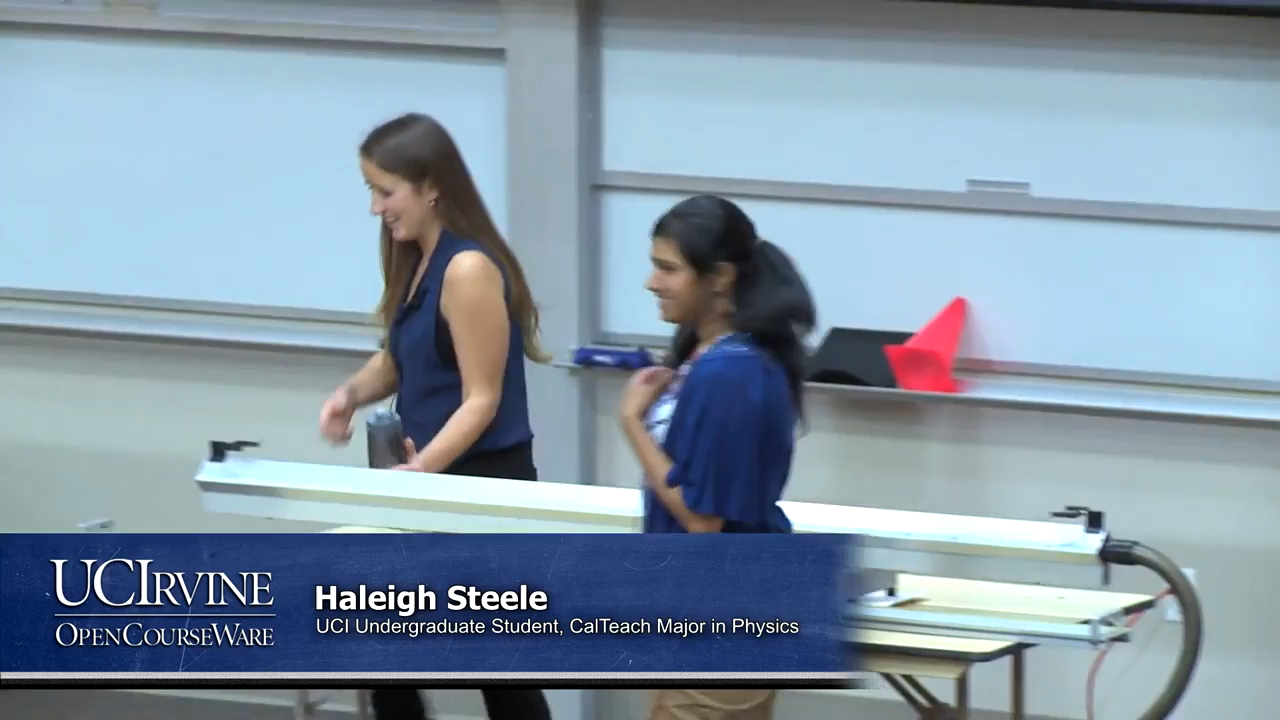 UCIRVINE
OPENCOURSEWARE
Haleigh Steele
UCI Undergraduate Student, CalTeach Major in Physics